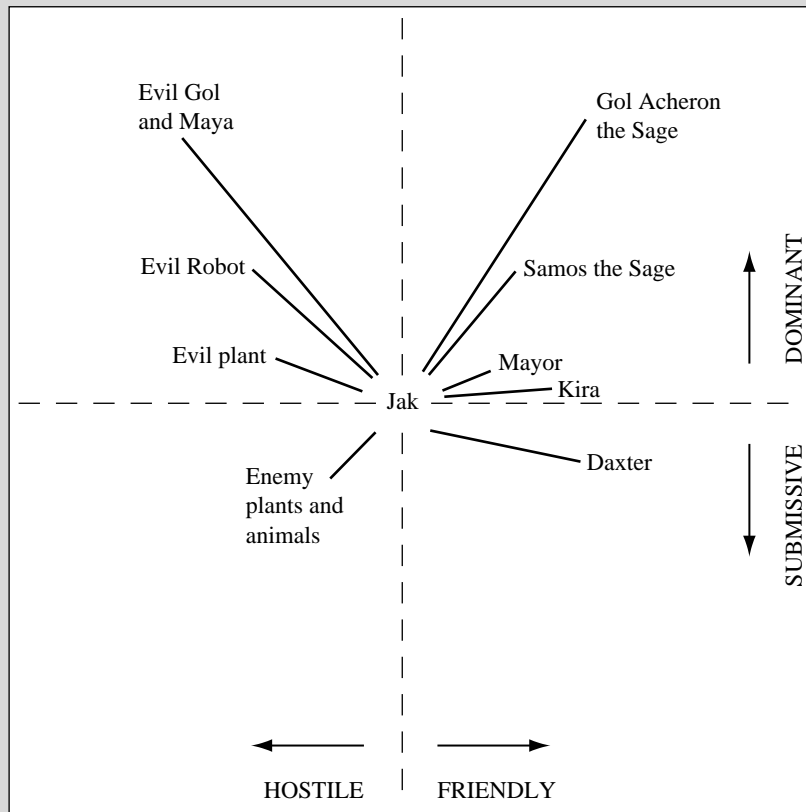 Evil Gol
and Maya
Gol Acheron
the Sage
Evil Robot
Samos the Sage
DOMINANT
Evil plant
Mayor
Kira
Jak
Enemy
plants and
animals
Daxter
SUBMISSIVE
HOSTILE
FRIENDLY